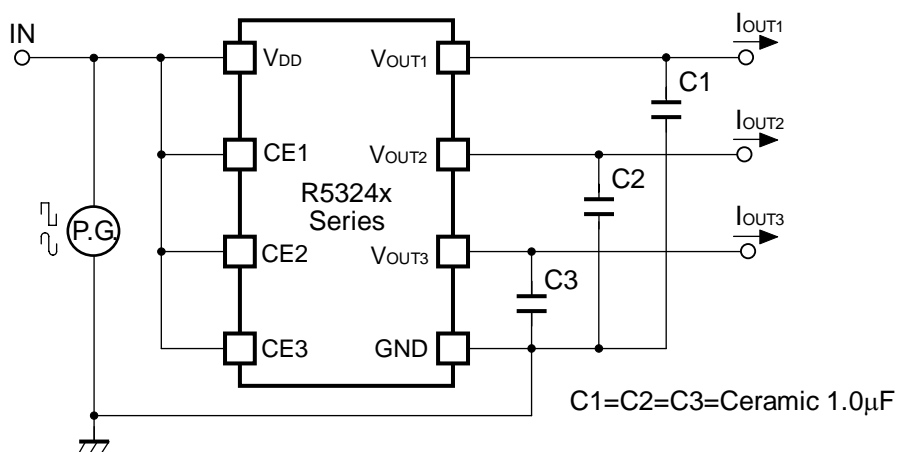 IN
VDD
CE1
CE2
CE3
P.G.
R5324x
Series
VOUT1
VOUT2
VOUT3
GND
C1
C2
C3
IOUT1
IOUT2
IOUT3
C1=C2=C3=Ceramic 1.0μF